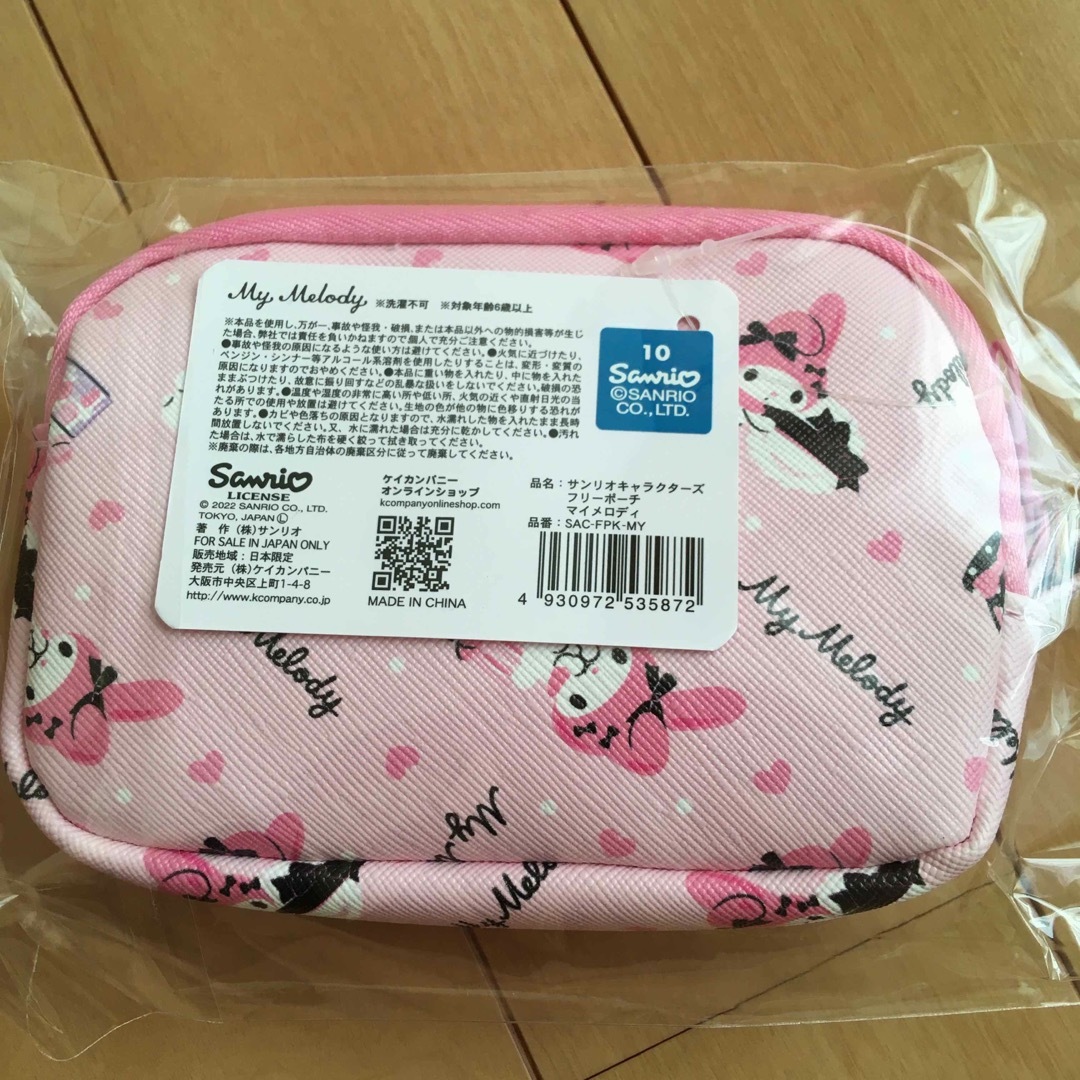 My Melody ※洗濯不可 ※対象年齢6歳以上
※本品を使用し、万が一、事故や怪我・破損、または本品以外への物的損害等が生じ
た場合、弊社では責任を負いかねますので個人で充分ご注意ください。
●事故や怪我の原因になるような使い方は避けてください。●火気に近づけたり、
ベンジン・シンナー等アルコール系溶剤を使用したりすることは、変形・変質の
原因になりますのでおやめください。●本品に重い物を入れたり、中に物を入れた
ままぶつけたり、故意に振り回すなどの乱暴な扱いをしないでください。破損の恐
れがあります。●温度や湿度の非常に高い所や低い所、火気の近くや直射日光の当
たる所での使用や放置は避けてください。生地の色が他の物に色移りする恐れが
あります。●カビや色落ちの原因となりますので、水濡れした物を入れたまま長時
間放置しないでください。又、水に濡れた場合は充分に乾かしてください。●汚れ
た場合は、水で濡らした布を硬く絞って拭き取ってください。
※廃棄の際は、各地方自治体の廃棄区分に従って廃棄してください。
10
Sanrio
©SANRIO
CO., LTD.
Sanrio
LICENSE
© 2022 SANRIO CO., LTD.
TOKYO, JAPAN Ⓛ
著 作 (株)サンリオ
FOR SALE IN JAPAN ONLY
販売地域:日本限定
発売元 (株)ケイカンパニー
大阪市中央区上町1-4-8
http://www.kcompany.co.jp
ケイカンパニー
オンラインショップ
kcompanyonlineshop.com
MADE IN CHINA
品名:サンリオキャラクターズ
フリーポーチ
マイメロディ
品番:SAC-FPK-MY
4 930972 535872
My Melody
Melody
My
My Melo